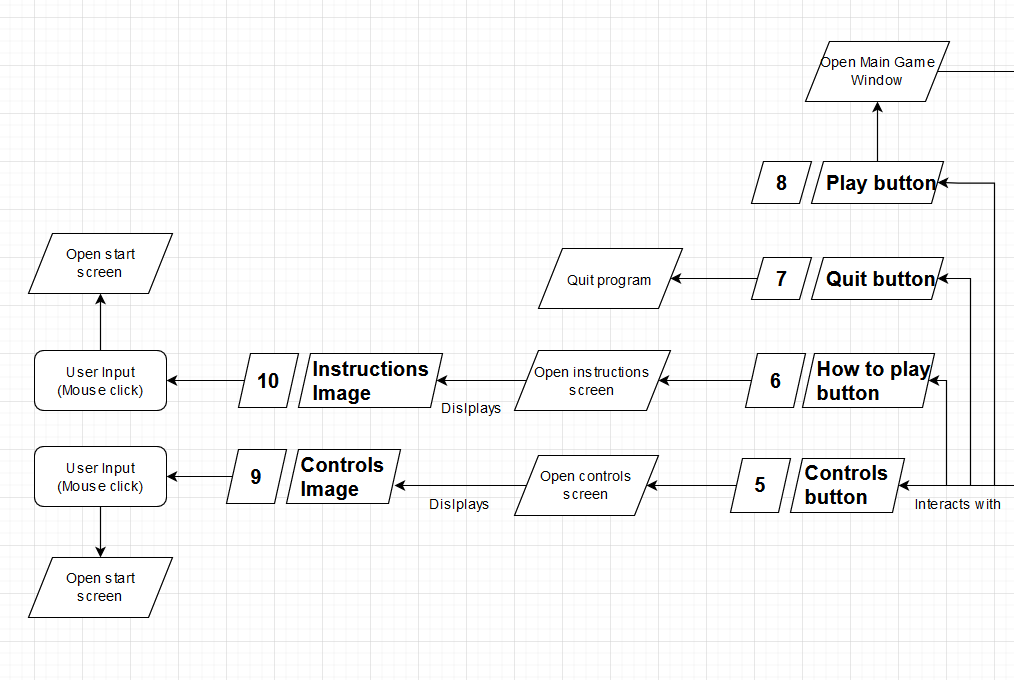 Open Main Game
Window
8
Play button
Open start
screen
Quit program
7
Quit button
User Input
(Mouse click)
10
Instructions
Image
Dislplays
Open instructions
screen
6
How to play
button
User Input
(Mouse click)
9
Controls
Image
Dislplays
Open controls
screen
5
Controls
button
Interacts with
Open start
screen